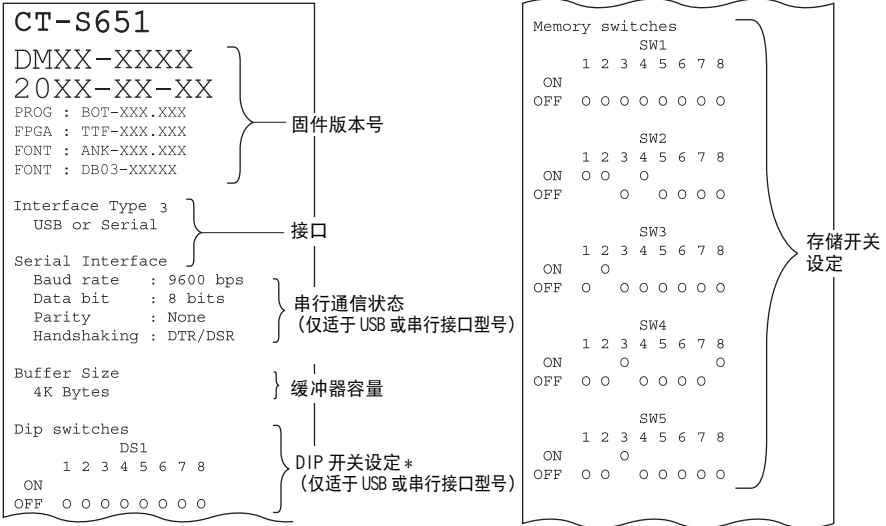 CT-S651
DMXX-XXXX
20XX-XX-XX
PROG : BOT-XXX.XXX
FPGA : TTF-XXX.XXX
FONT : ANK-XXX.XXX
FONT : DB03-XXXXX
固件版本号
Interface Type 3
USB or Serial
接口
Serial Interface
Baud rate : 9600 bps
Data bit : 8 bits
Parity : None
Handshaking : DTR/DSR
串行通信状态
(仅适于 USB 或串行接口型号)
Buffer Size
4K Bytes
缓冲器容量
Dip switches
DS1
1 2 3 4 5 6 7 8
ON
OFF O O O O O O O O
DIP 开关设定*
(仅适于 USB 或串行接口型号)
Memory switches
SW1
1 2 3 4 5 6 7 8
ON
OFF O O O O O O O O
SW2
1 2 3 4 5 6 7 8
ON O O O
OFF O O O O O
SW3
1 2 3 4 5 6 7 8
ON O
OFF O O O O O O O
SW4
1 2 3 4 5 6 7 8
ON O O
OFF O O O O O O
SW5
1 2 3 4 5 6 7 8
ON O
OFF O O O O O O O
存储开关
设定